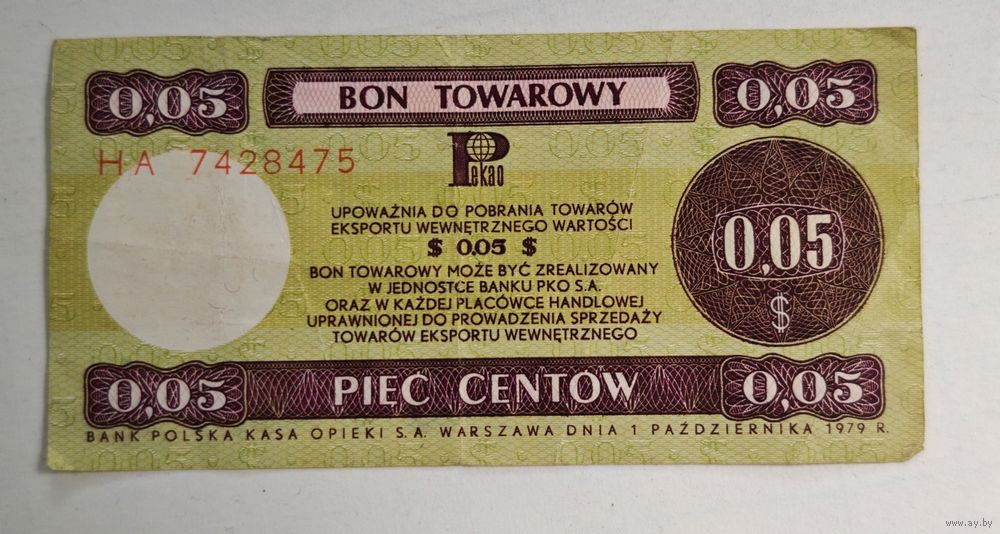 0,05 BON TOWAROWY 0,05
Pekao
HA 7428475
UPOWAŻNIA DO POBRANIA TOWARÓW
EKSPORTU WEWNĘTRZNEGO WARTOŚCI
$ 0,05 $
BON TOWAROWY MOŻE BYĆ ZREALIZOWANY
W JEDNOSTCE BANKU PKO S.A.
ORAZ W KAŻDEJ PLACÓWCE HANDLOWEJ
UPRAWNIONEJ DO PROWADZENIA SPRZEDAŻY
TOWARÓW EKSPORTU WEWNĘTRZNEGO
0,05
$
0,05 PIĘĆ CENTÓW 0,05
BANK POLSKA KASA OPIEKI S.A. WARSZAWA DNIA 1 PAŹDZIERNIKA 1979 R.
www.ay.by